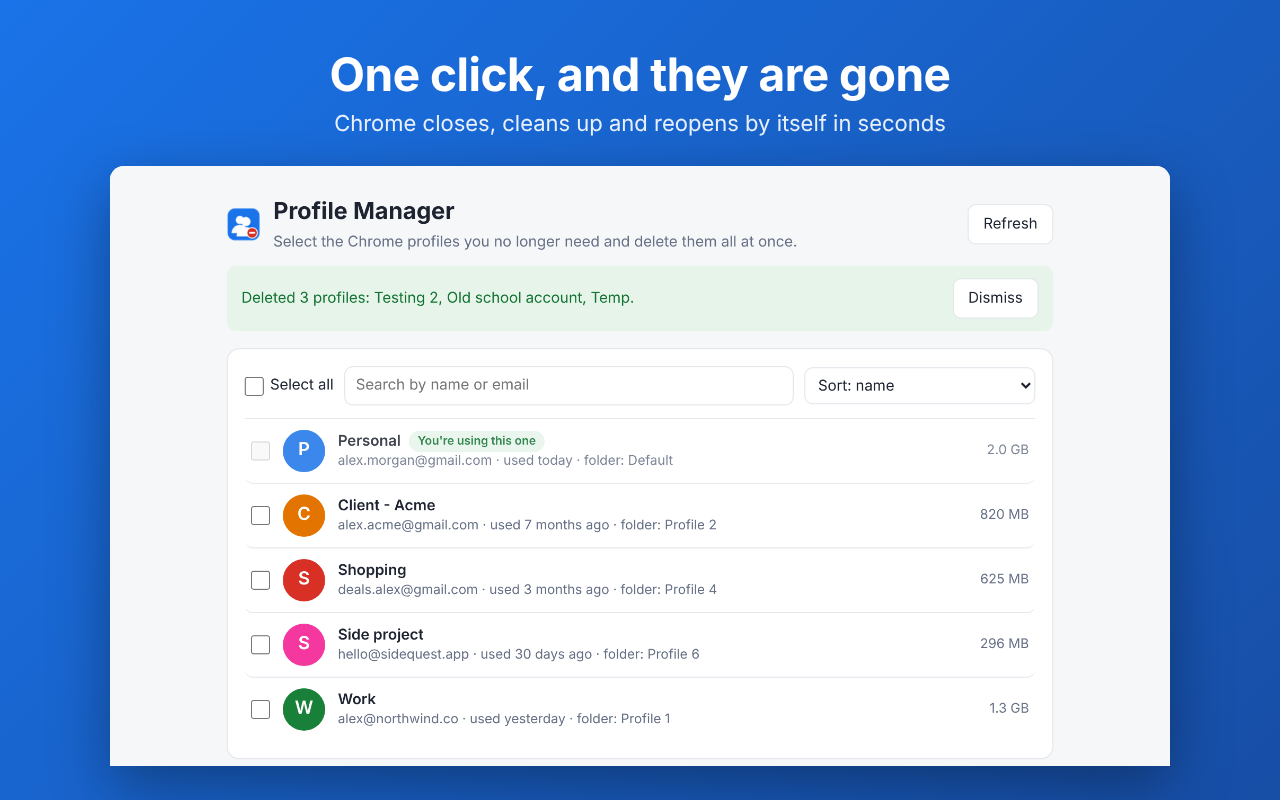 One click, and they are gone
Chrome closes, cleans up and reopens by itself in seconds
Profile Manager
Select the Chrome profiles you no longer need and delete them all at once.
Refresh
Deleted 3 profiles: Testing 2, Old school account, Temp.
Dismiss
Select all
Search by name or email
Sort: name
P
Personal
You're using this one
alex.morgan@gmail.com · used today · folder: Default
2.0 GB
C
Client - Acme
alex.acme@gmail.com · used 7 months ago · folder: Profile 2
820 MB
S
Shopping
deals.alex@gmail.com · used 3 months ago · folder: Profile 4
625 MB
S
Side project
hello@sidequest.app · used 30 days ago · folder: Profile 6
296 MB
W
Work
alex@northwind.co · used yesterday · folder: Profile 1
1.3 GB